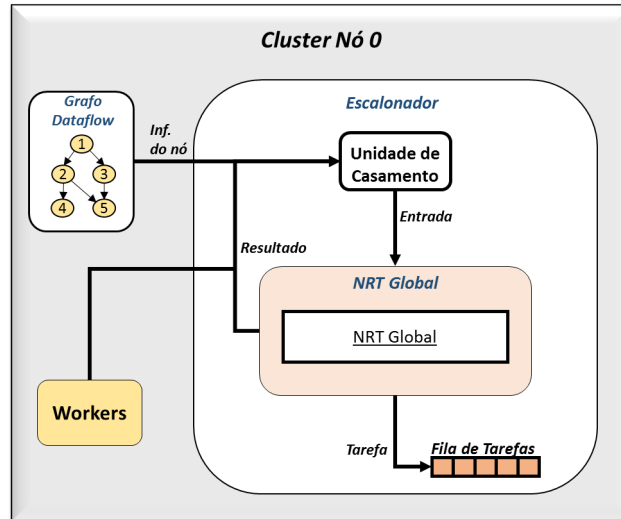 Cluster Nó 0
Grafo
Dataflow
1
2
3
4
5
Inf.
do nó
Escalonador
Unidade de
Casamento
Entrada
Resultado
NRT Global
NRT Global
Workers
Tarefa
Fila de Tarefas